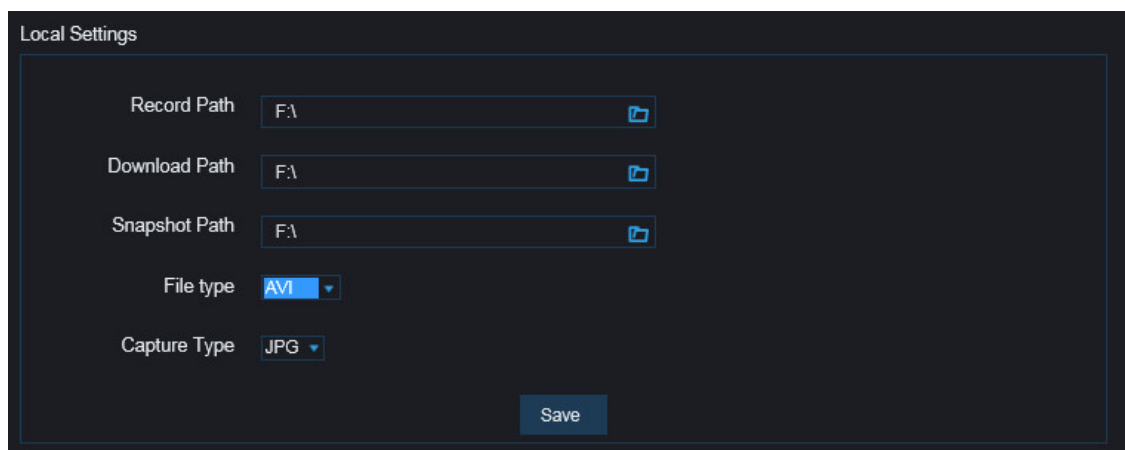 Local Settings
Record Path F:\
Download Path F:\
Snapshot Path F:\
File type AVI
Capture Type JPG
Save